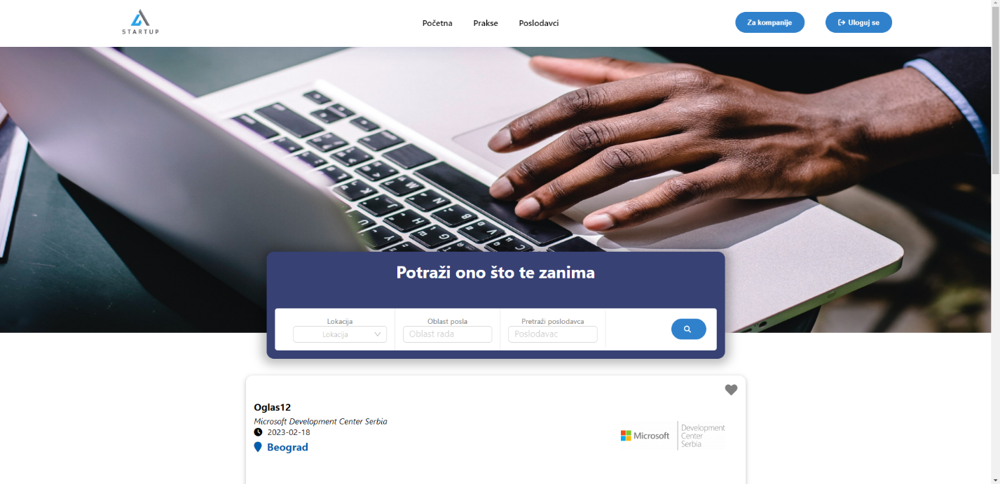 STARTUP
Početna
Prakse
Poslodavci
Za kompanije
Uloguj se
Potraži ono što te zanima
Lokacija
Oblast posla
Pretraži poslodavca
Lokacija
Oblast rada
Poslodavac
Oglas12
Microsoft Development Center Serbia
2023-02-18
Beograd
Microsoft
Development
Center
Serbia